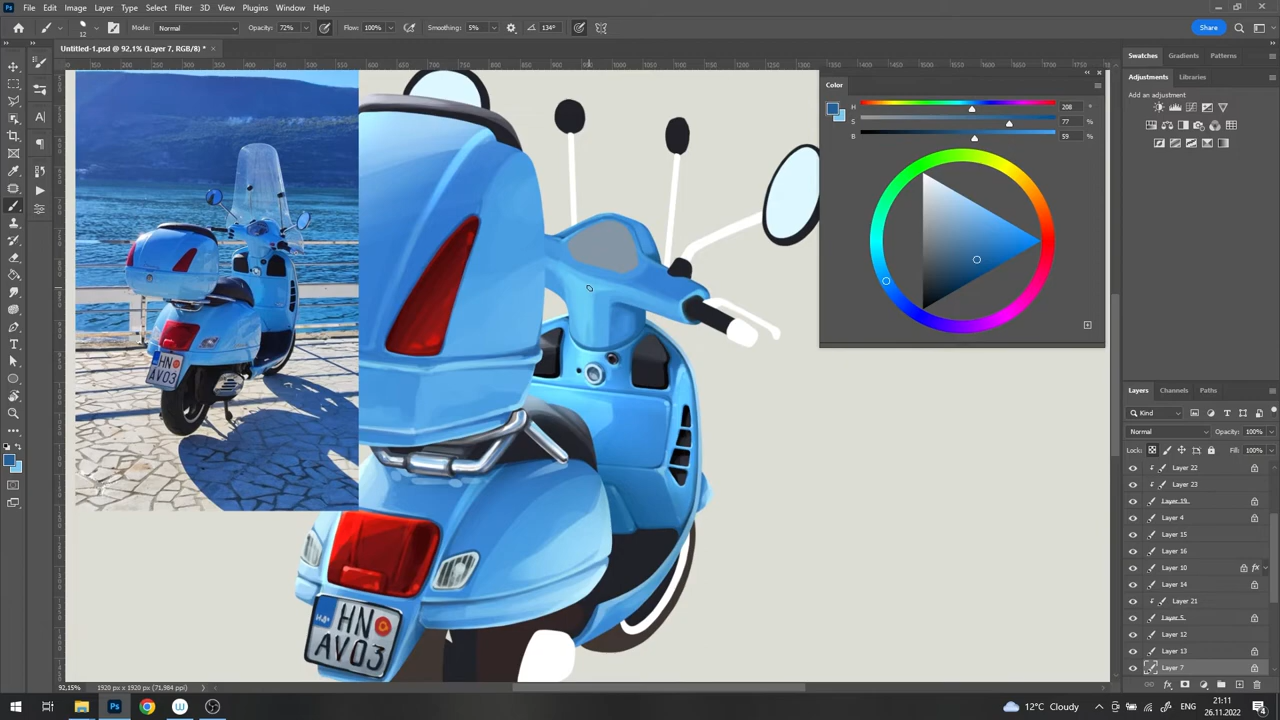 File Edit Image Layer Type Select Filter 3D View Plugins Window Help
12 Mode: Normal Opacity: 72% Flow: 100% Smoothing: 5% 134° Share
Untitled-1.psd @ 92,1% (Layer 7, RGB/8) *
Color
H 208 °
S 77 %
B 59 %
Swatches Gradients Patterns
Adjustments Libraries
Add an adjustment
HN
AV03
HN
AV03
Layers Channels Paths
Kind
Normal Opacity: 100%
Lock: Fill: 100%
Layer 22
Layer 23
Layer 19
Layer 4
Layer 15
Layer 16
Layer 10
Layer 14
Layer 21
Layer 5
Layer 12
Layer 13
Layer 7
92,15% 1920 px x 1920 px (71,984 ppi)
12°C Cloudy ENG 21:11
26.11.2022